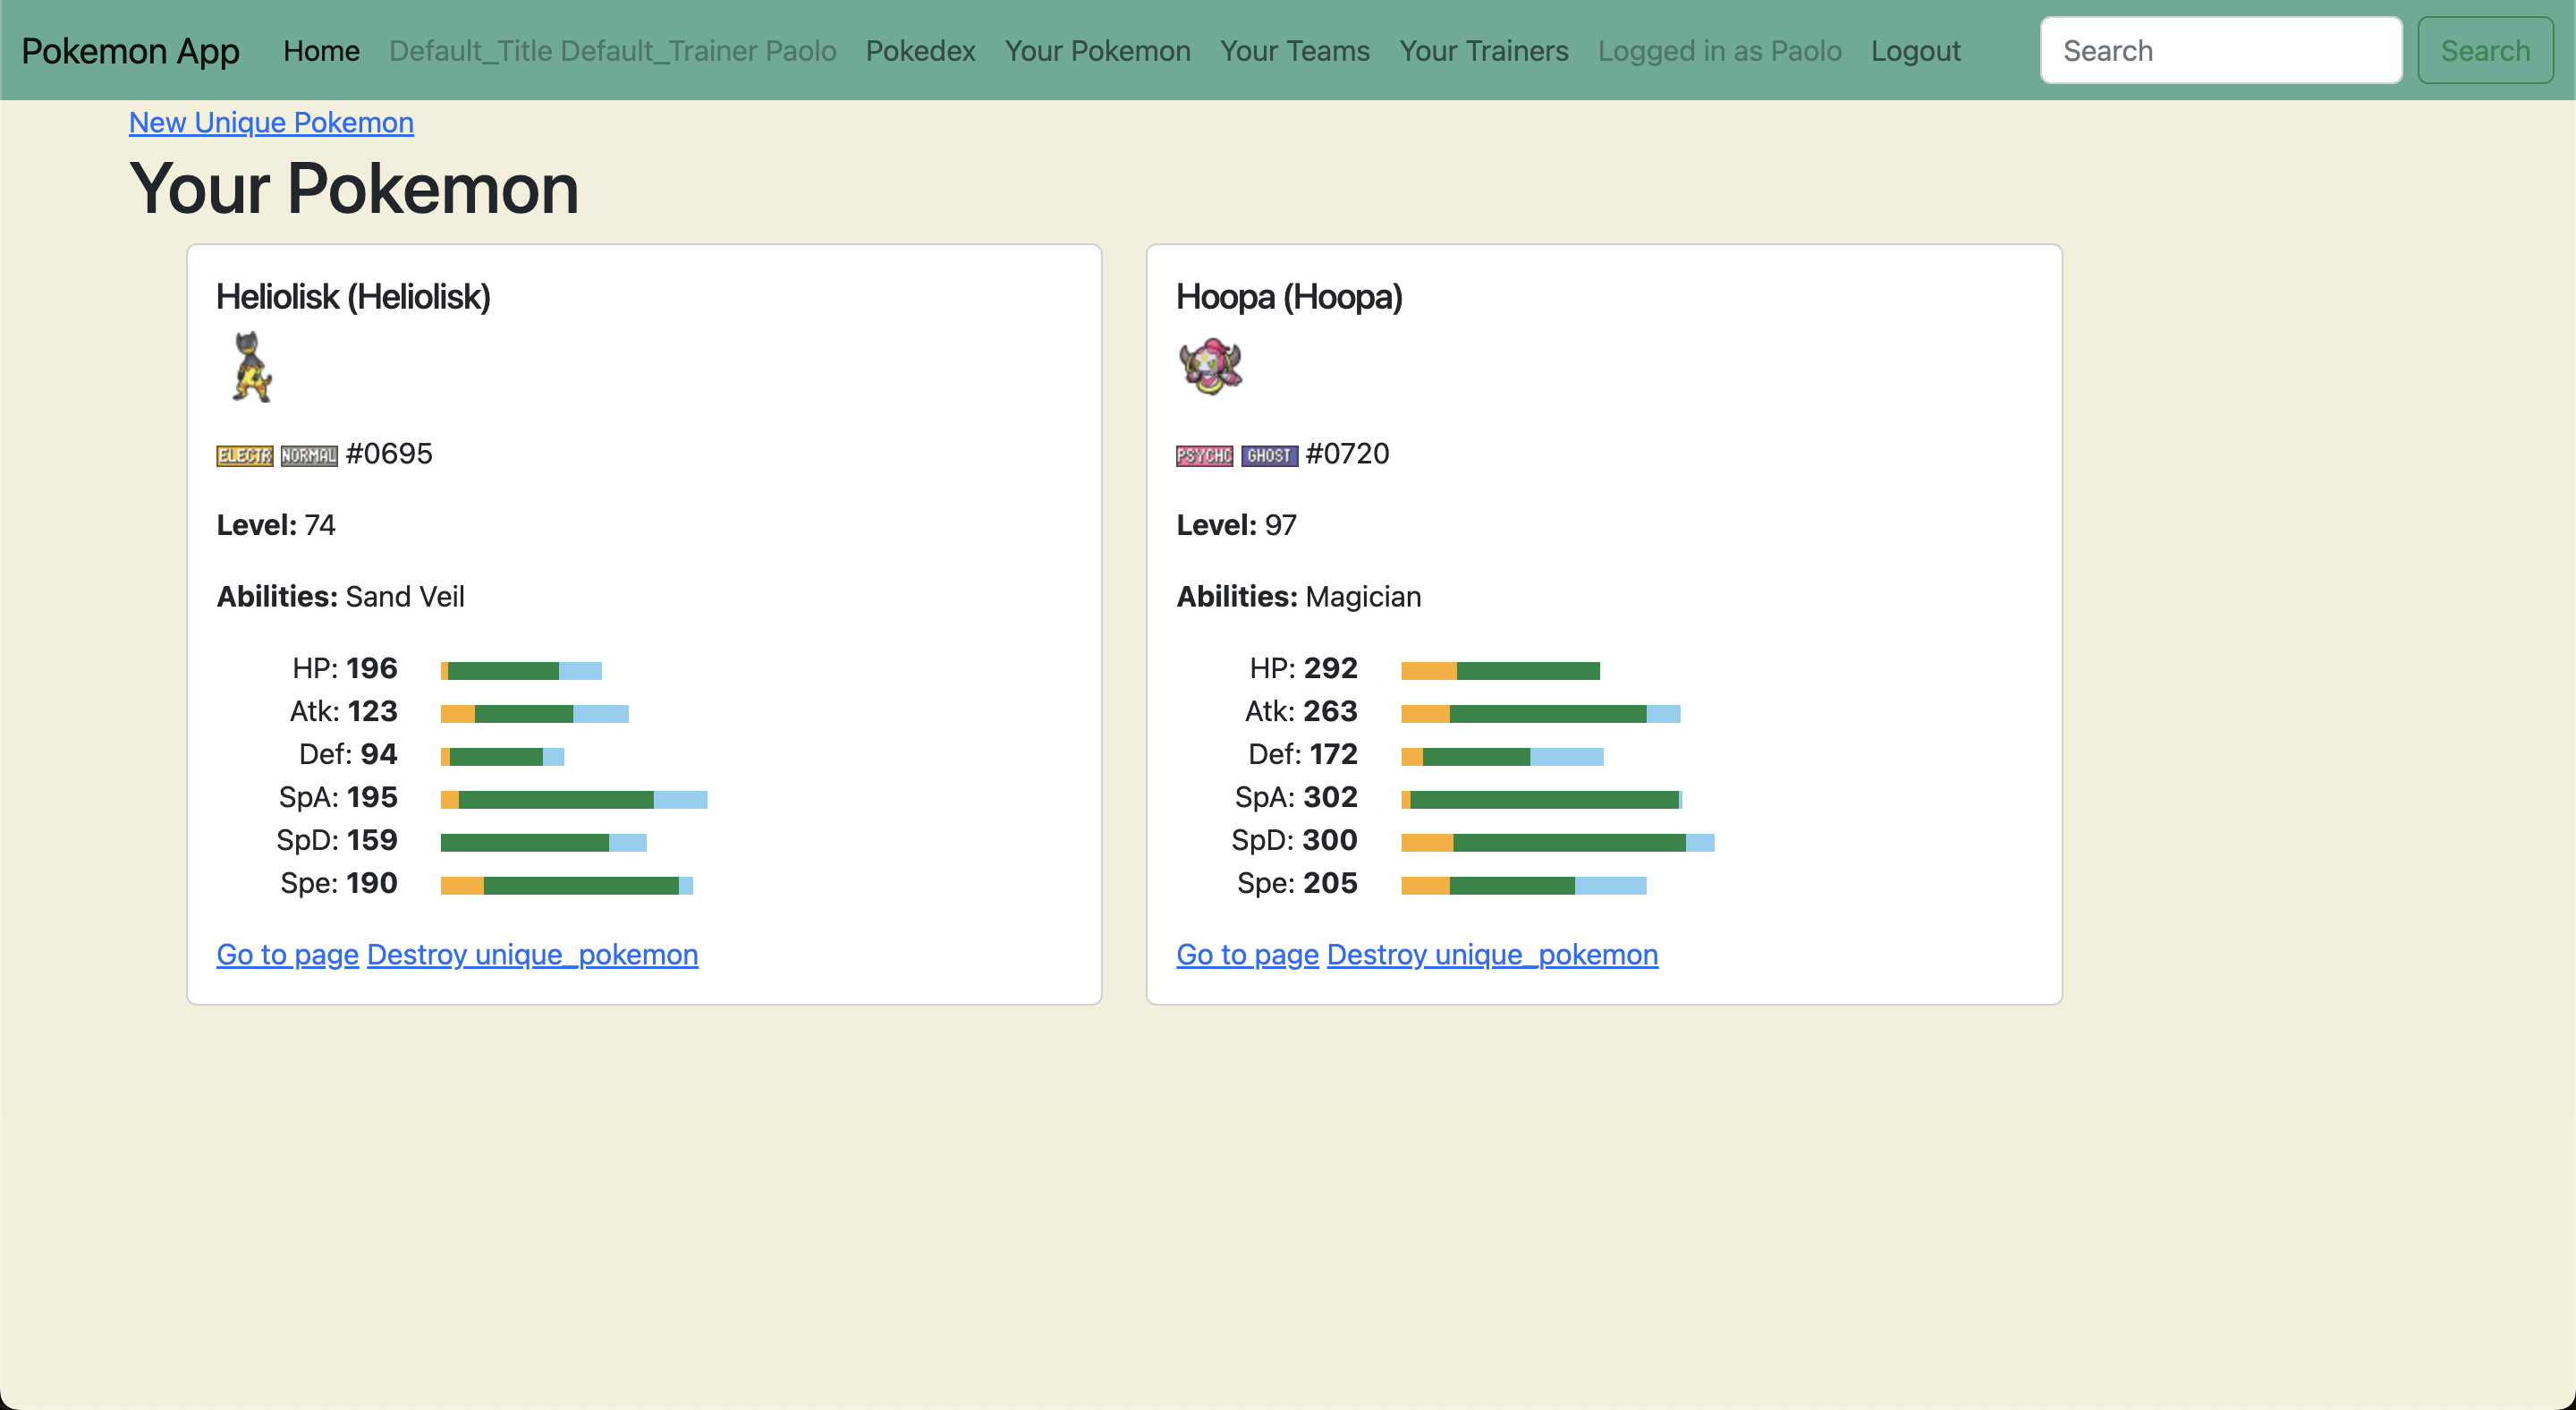 Pokemon App Home Default_Title Default_Trainer Paolo Pokedex Your Pokemon Your Teams Your Trainers Logged in as Paolo Logout Search Search
New Unique Pokemon
Your Pokemon
Heliolisk (Heliolisk)
ELECTR NORMAL #0695
Level: 74
Abilities: Sand Veil
HP: 196
Atk: 123
Def: 94
SpA: 195
SpD: 159
Spe: 190
Go to page Destroy unique_pokemon
Hoopa (Hoopa)
PSYCHC GHOST #0720
Level: 97
Abilities: Magician
HP: 292
Atk: 263
Def: 172
SpA: 302
SpD: 300
Spe: 205
Go to page Destroy unique_pokemon